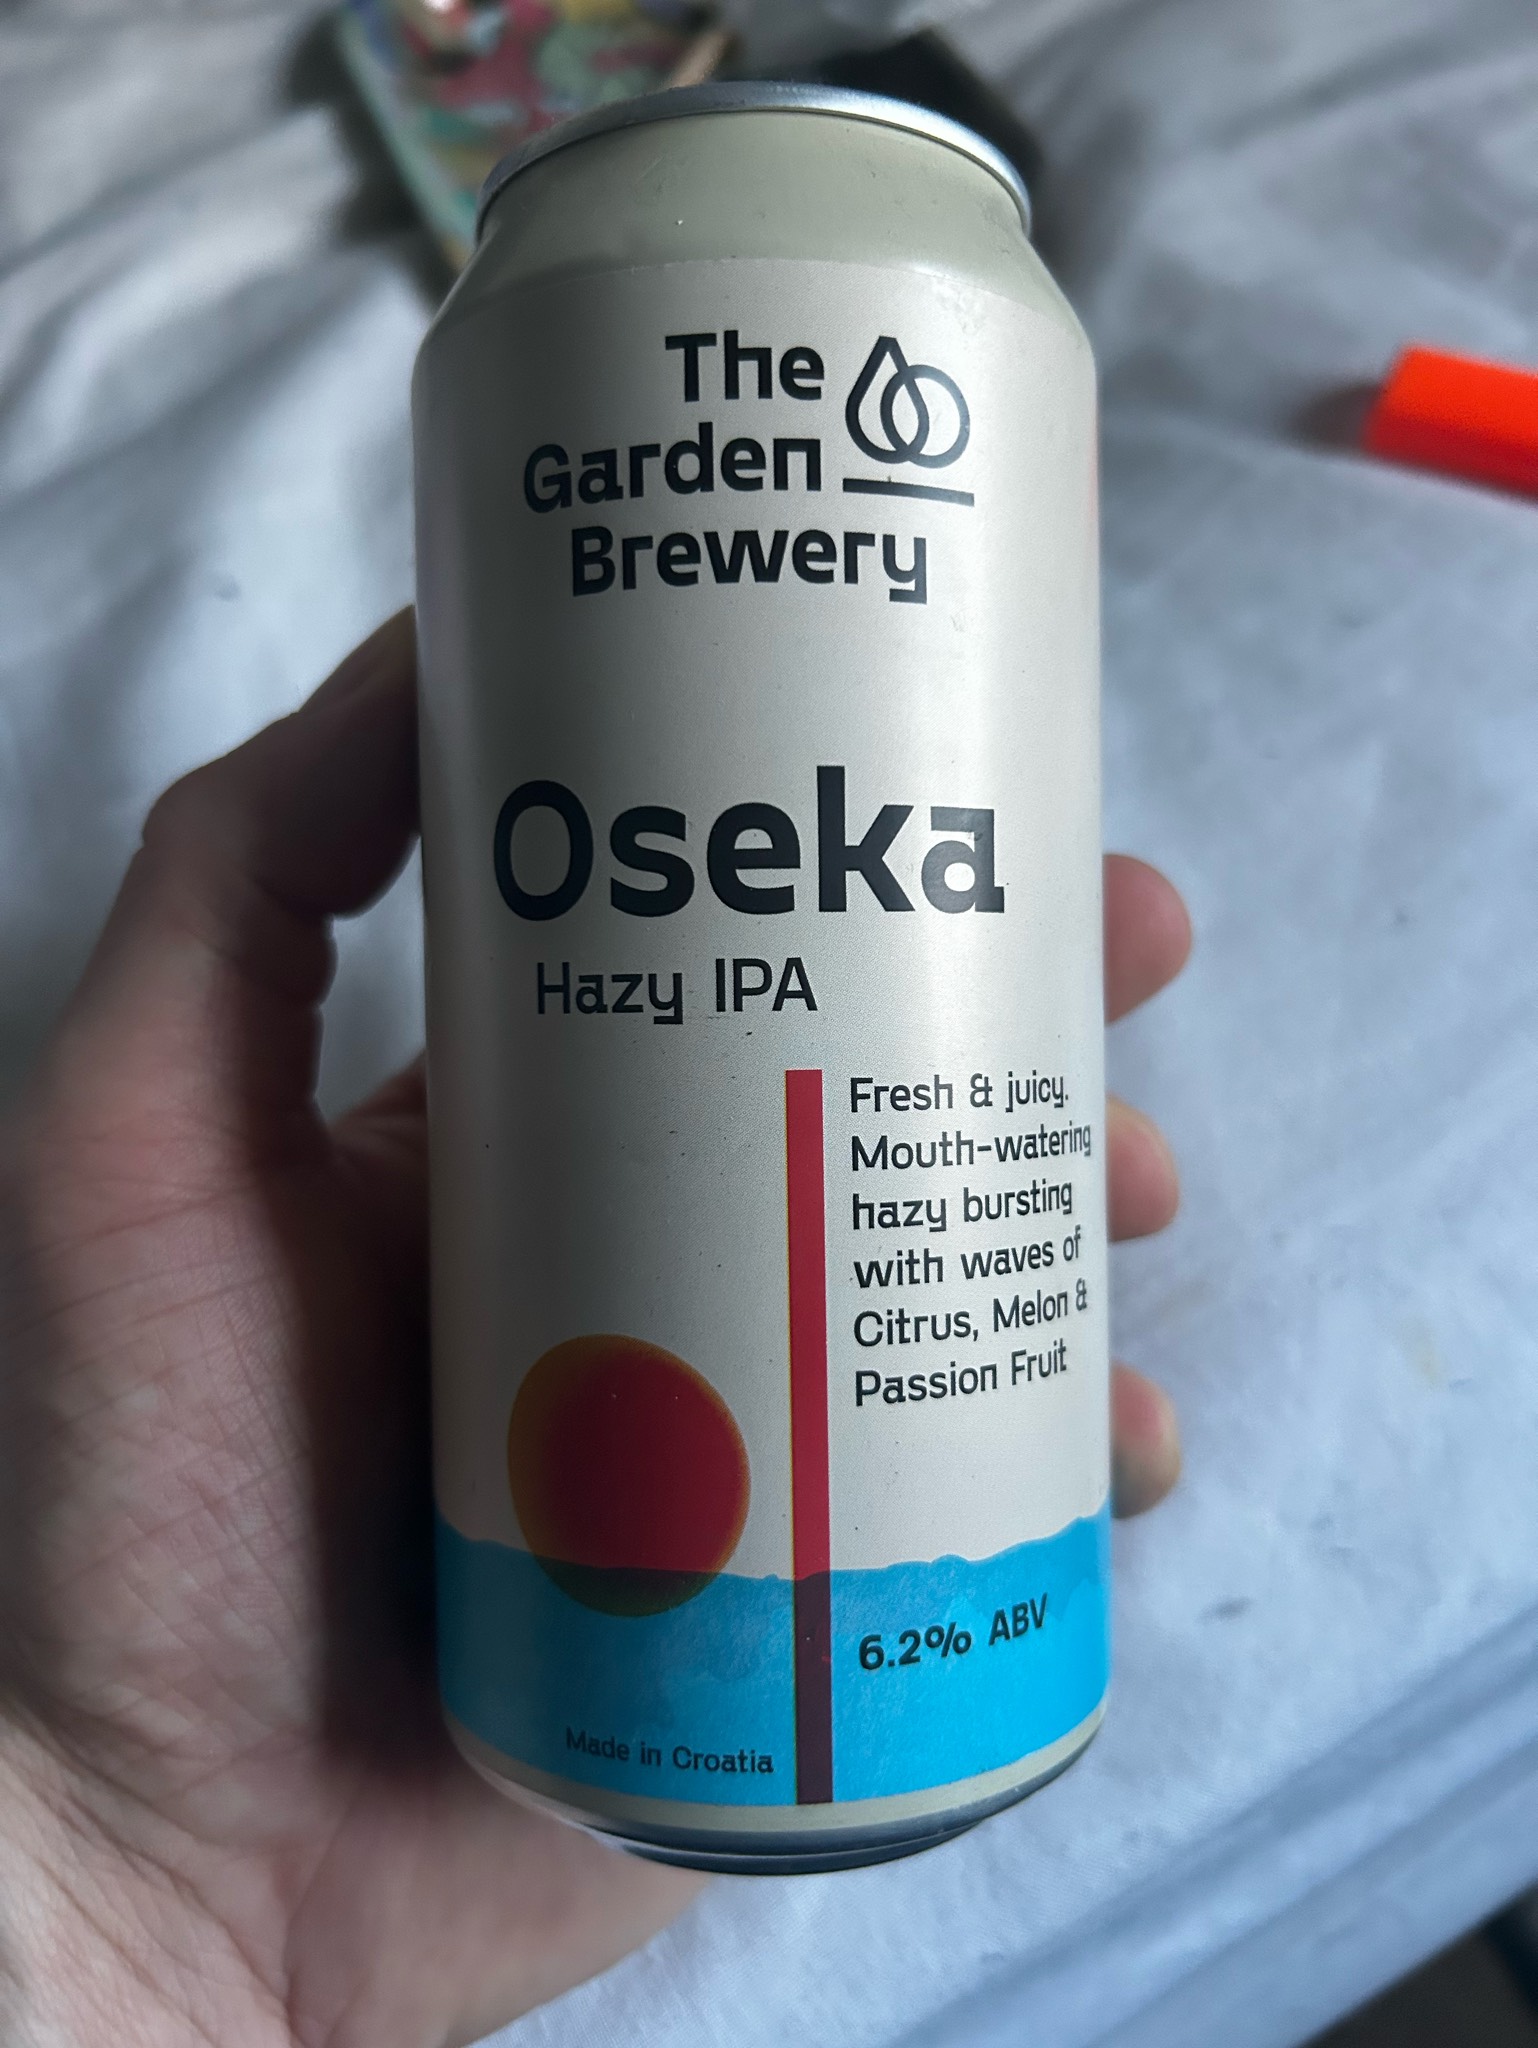 The
Garden
Brewery
Oseka
Hazy IPA
Fresh & juicy.
Mouth-watering
hazy bursting
with waves of
Citrus, Melon &
Passion Fruit
6.2% ABV
Made in Croatia